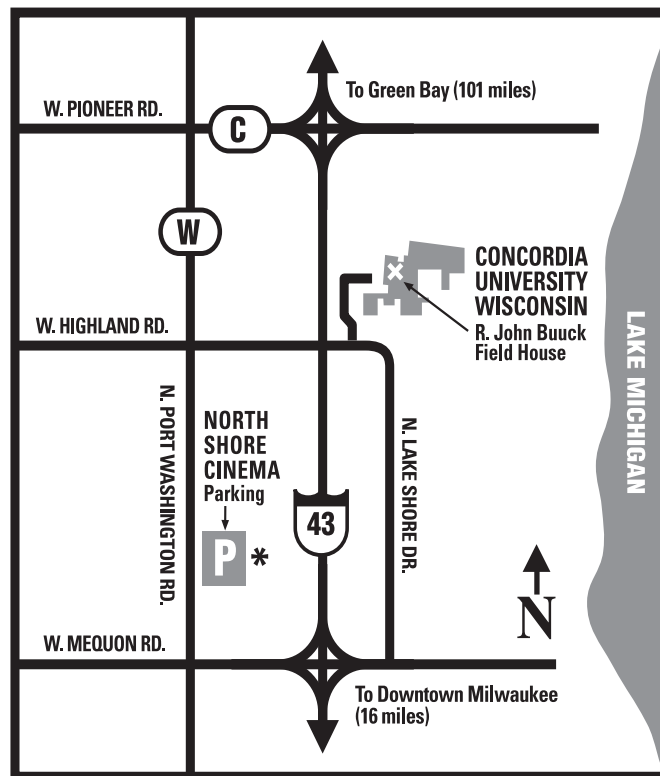 To Green Bay (101 miles)
W. PIONEER RD.
C
W
CONCORDIA
UNIVERSITY
WISCONSIN
R. John Buuck
Field House
W. HIGHLAND RD.
LAKE MICHIGAN
N. PORT WASHINGTON RD.
NORTH
SHORE
CINEMA
Parking
P *
43
N. LAKE SHORE DR.
N
W. MEQUON RD.
To Downtown Milwaukee
(16 miles)